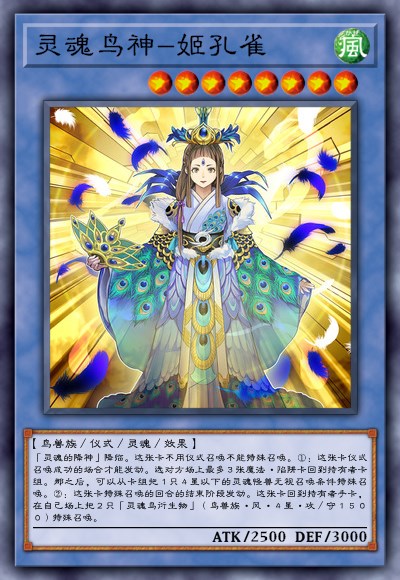 灵魂鸟神-姬孔雀
風
【鸟兽族/仪式/灵魂/效果】
「灵魂的降神」降临。这张卡不用仪式召唤不能特殊召唤。①：这张卡仪式
召唤成功的场合才能发动。选对方场上最多3张魔法·陷阱卡回到持有者卡
组。那之后，可以从卡组把1只4星以下的灵魂怪兽无视召唤条件特殊召
唤。②：这张卡特殊召唤的回合的结束阶段发动。这张卡回到持有者手卡，
在自己场上把2只「灵魂鸟衍生物」（鸟兽族·风·4星·攻/守150
0）特殊召唤。
ATK/2500 DEF/3000